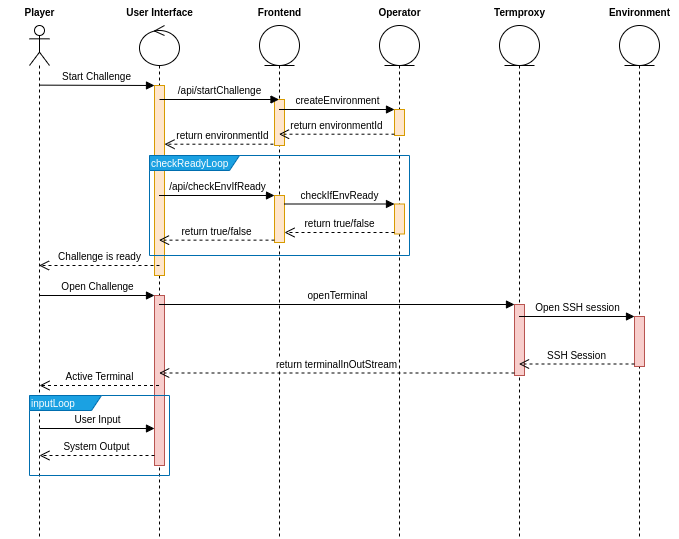 Player
User Interface
Frontend
Operator
Termproxy
Environment
Start Challenge
/api/startChallenge
createEnvironment
return environmentId
return environmentId
checkReadyLoop
/api/checkEnvIfReady
checkIfEnvReady
return true/false
return true/false
Challenge is ready
Open Challenge
openTerminal
Open SSH session
SSH Session
return terminalInOutStream
Active Terminal
inputLoop
User Input
System Output